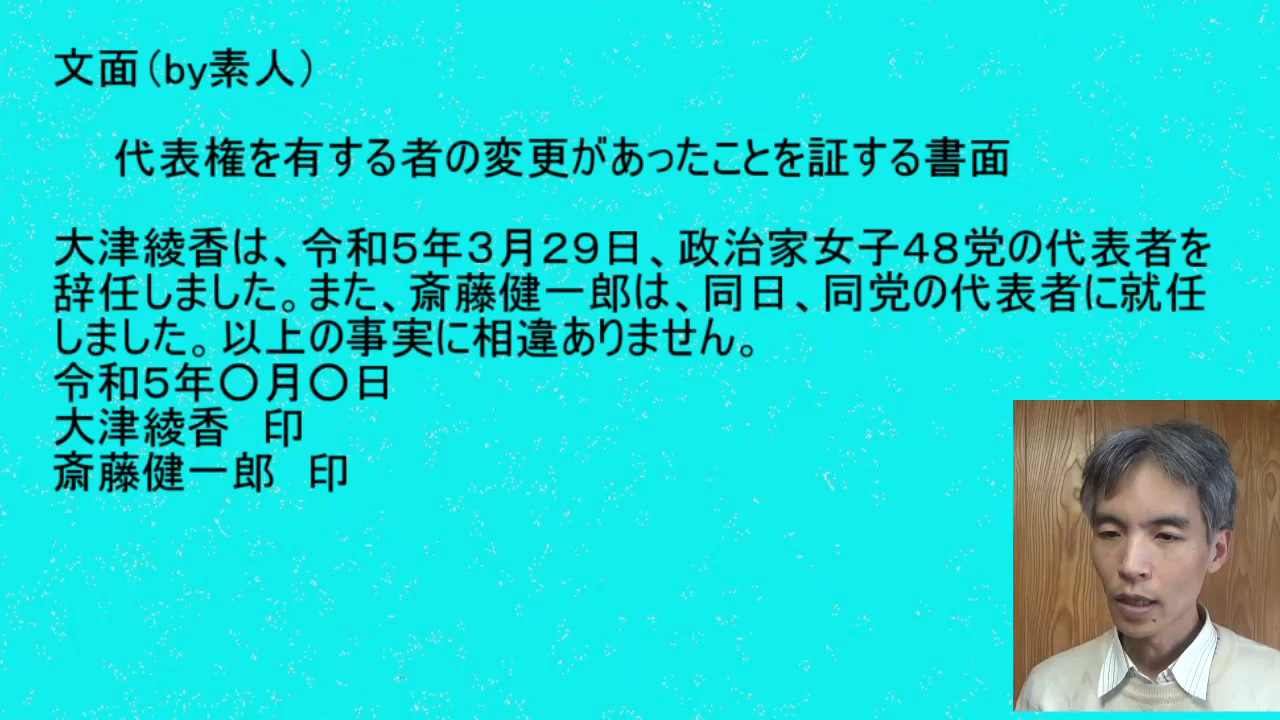 文面（by素人）
代表権を有する者の変更があったことを証する書面
大津綾香は、令和５年３月２９日、政治家女子４８党の代表者を
辞任しました。また、斎藤健一郎は、同日、同党の代表者に就任
しました。以上の事実に相違ありません。
令和５年〇月〇日
大津綾香　印
斎藤健一郎　印